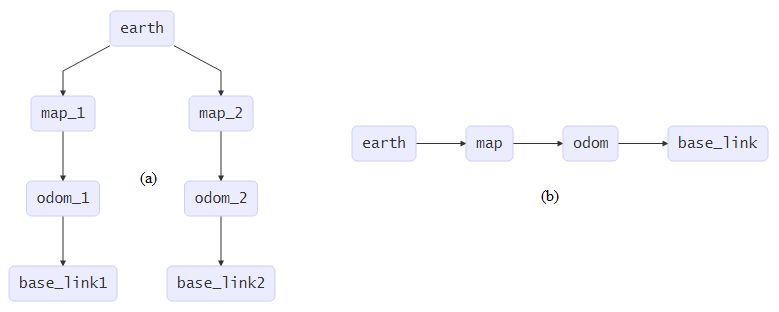 earth
map_1
map_2
odom_1
(a)
odom_2
base_link1
base_link2
earth
map
odom
base_link
(b)